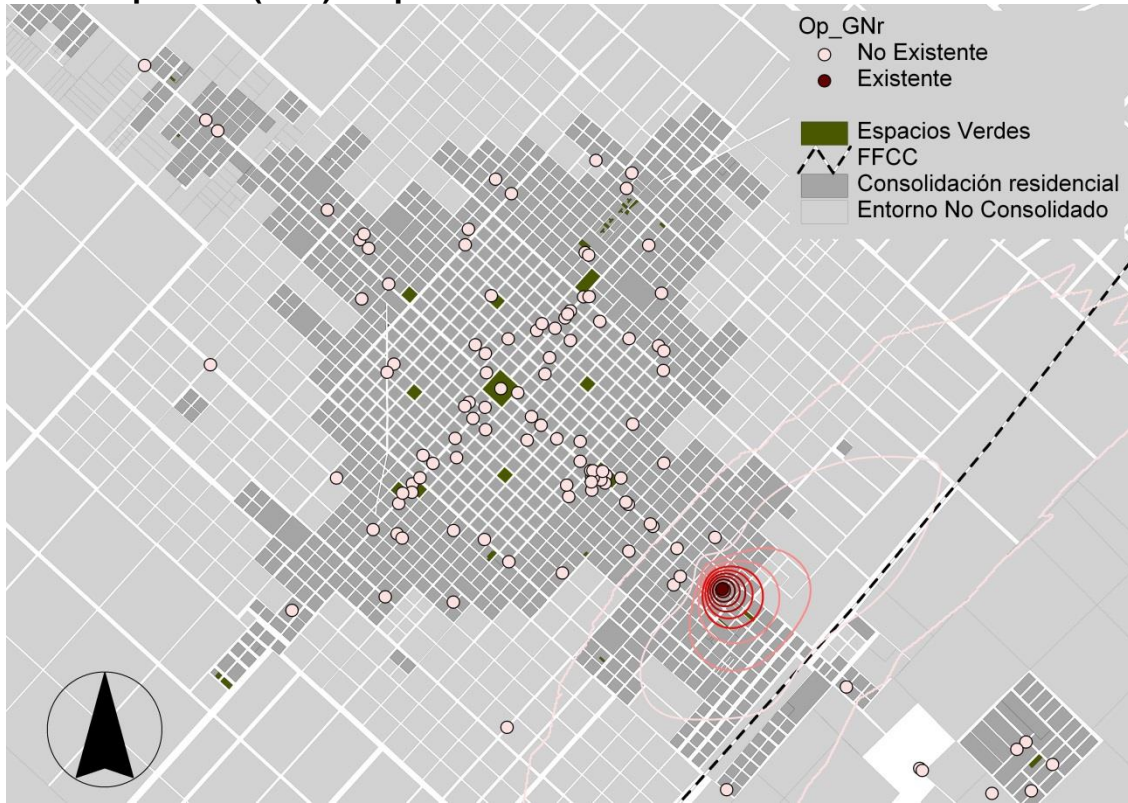 Op_GNr
No Existente
Existente
Espacios Verdes
FFCC
Consolidación residencial
Entorno No Consolidado